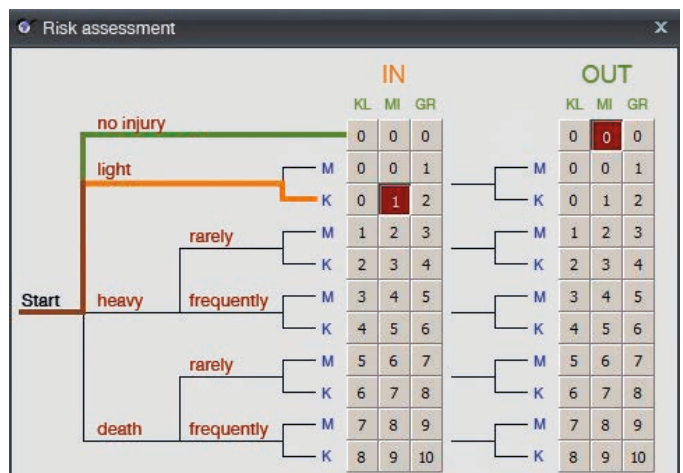 Risk assessment X
IN OUT
KL MI GR KL MI GR
no injury 0 0 0 0 0 0
light M 0 0 1 M 0 0 1
K 0 1 2 K 0 1 2
rarely M 1 2 3 M 1 2 3
K 2 3 4 K 2 3 4
Start heavy frequently M 3 4 5 M 3 4 5
K 4 5 6 K 4 5 6
rarely M 5 6 7 M 5 6 7
K 6 7 8 K 6 7 8
death frequently M 7 8 9 M 7 8 9
K 8 9 10 K 8 9 10